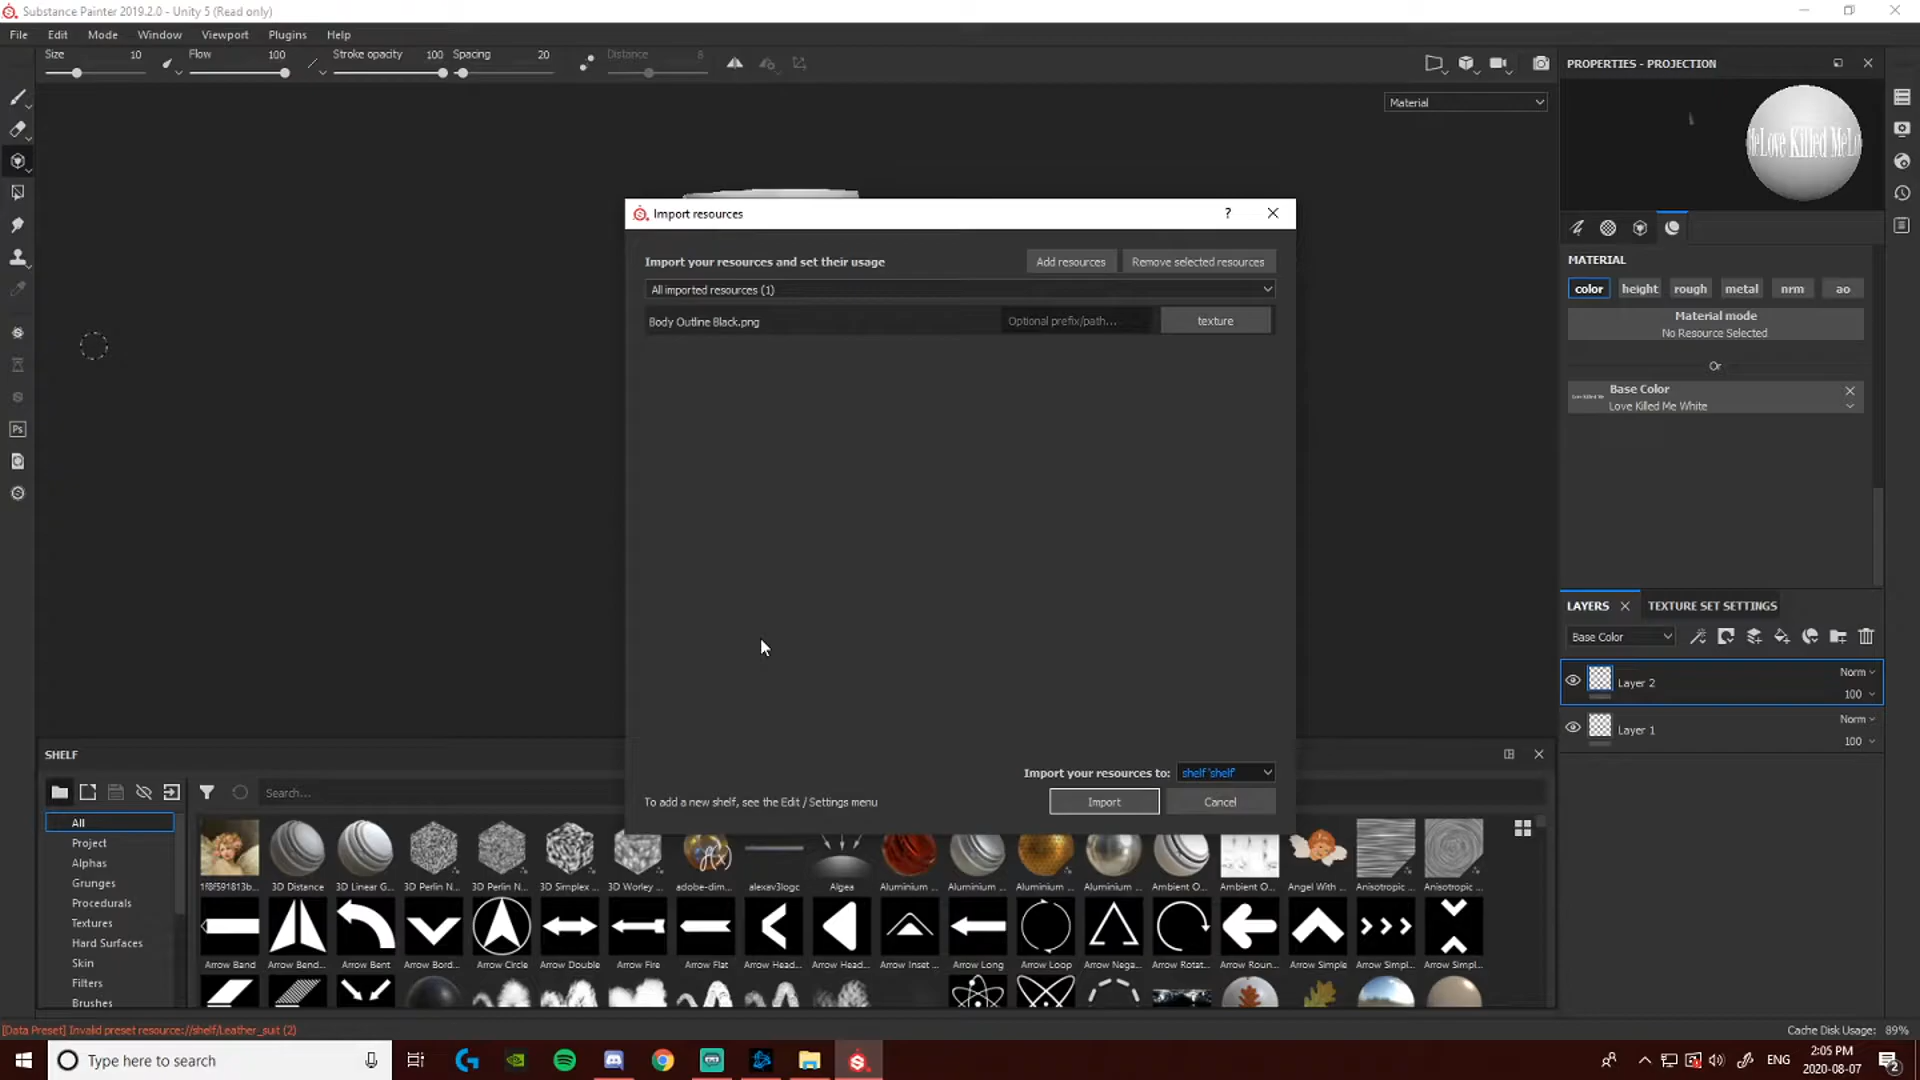 Substance Painter 2019.2.0 - Unity 5 (Read only)
File Edit Mode Window Viewport Plugins Help
Size 10 Flow 100 Stroke opacity 100 Spacing 20 Distance 8
Material
PROPERTIES - PROJECTION
Love Killed Me
MATERIAL
color height rough metal nrm ao
Material mode
No Resource Selected
Or
Base Color
Love Killed Me White
Import resources
Import your resources and set their usage
Add resources Remove selected resources
All imported resources (1)
Body Outline Black.png Optional prefix/path... texture
Import your resources to: shelf 'shelf'
To add a new shelf, see the Edit / Settings menu
Import Cancel
LAYERS TEXTURE SET SETTINGS
Base Color
Layer 2 Norm 100
Layer 1 Norm 100
Ps
SHELF
Search...
All
Project
Alphas
Grunges
Procedurals
Textures
Hard Surfaces
Skin
Filters
Brushes
1f8f591813b... 3D Distance 3D Linear G... 3D Perlin N... 3D Perlin N... 3D Simplex ... 3D Worley ... adobe-dim... alexav3logc Algea Aluminium ... Aluminium ... Aluminium ... Aluminium ... Ambient O... Ambient O... Angel With ... Anisotropic ... Anisotropic ...
Arrow Band Arrow Bend... Arrow Bent Arrow Bord... Arrow Circle Arrow Double Arrow Fire Arrow Flat Arrow Head... Arrow Head... Arrow Inset ... Arrow Long Arrow Loop Arrow Nega... Arrow Rotat... Arrow Roun... Arrow Simple Arrow Simpl... Arrow Simpl...
[Data Preset] Invalid preset resource://shelf/Leather_suit (2)
Cache Disk Usage: 89%
Type here to search
ENG
2:05 PM
2020-08-07
2